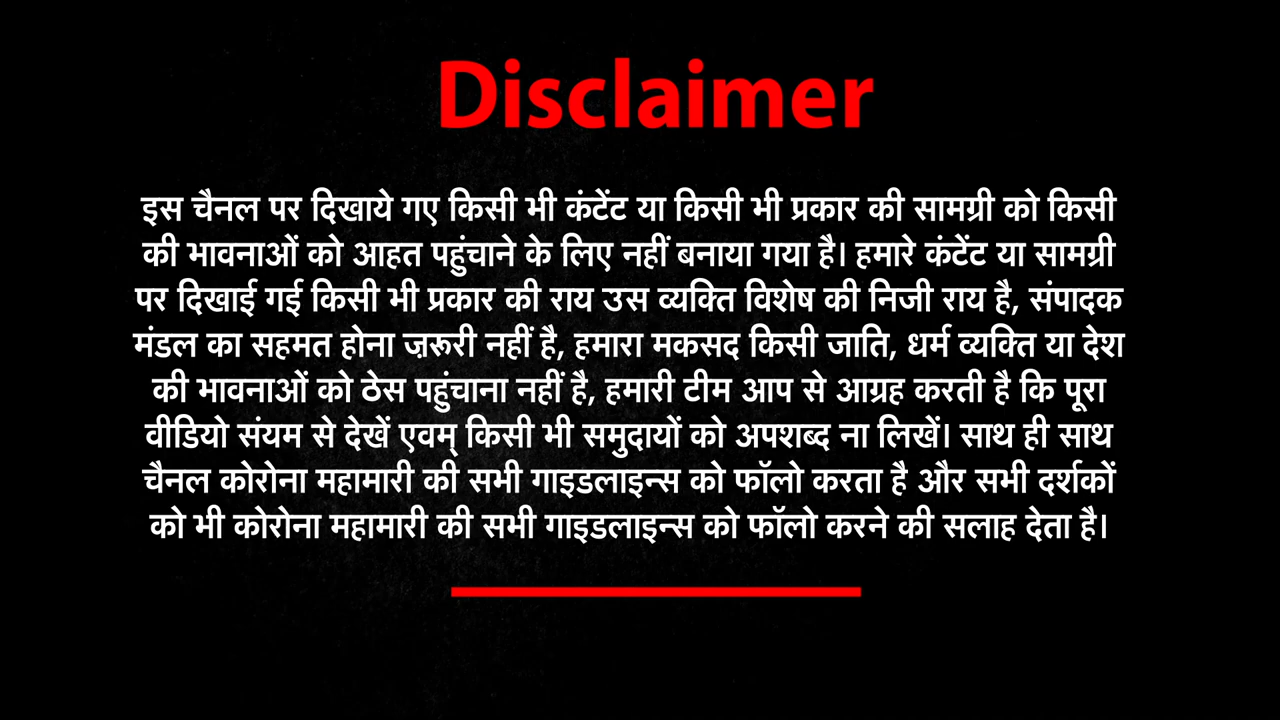 Disclaimer
इस चैनल पर दिखाये गए किसी भी कंटेंट या किसी भी प्रकार की सामग्री को किसी
की भावनाओं को आहत पहुंचाने के लिए नहीं बनाया गया है। हमारे कंटेंट या सामग्री
पर दिखाई गई किसी भी प्रकार की राय उस व्यक्ति विशेष की निजी राय है, संपादक
मंडल का सहमत होना ज़रूरी नहीं है, हमारा मकसद किसी जाति, धर्म व्यक्ति या देश
की भावनाओं को ठेस पहुंचाना नहीं है, हमारी टीम आप से आग्रह करती है कि पूरा
वीडियो संयम से देखें एवम् किसी भी समुदायों को अपशब्द ना लिखें। साथ ही साथ
चैनल कोरोना महामारी की सभी गाइडलाइन्स को फॉलो करता है और सभी दर्शकों
को भी कोरोना महामारी की सभी गाइडलाइन्स को फॉलो करने की सलाह देता है।